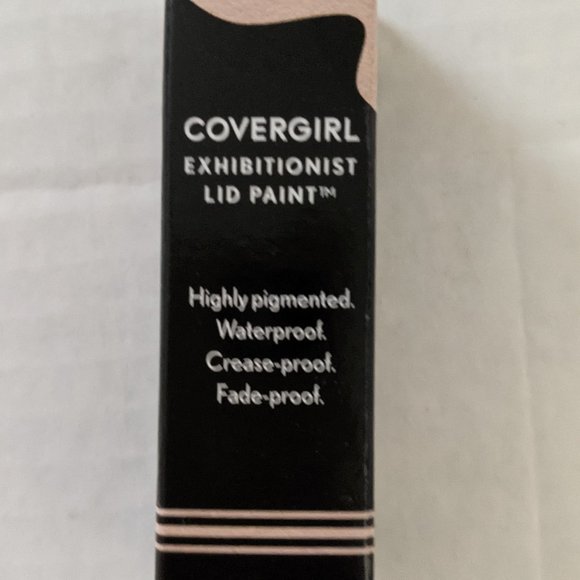 COVERGIRL
EXHIBITIONIST
LID PAINT™
Highly pigmented.
Waterproof.
Crease-proof.
Fade-proof.